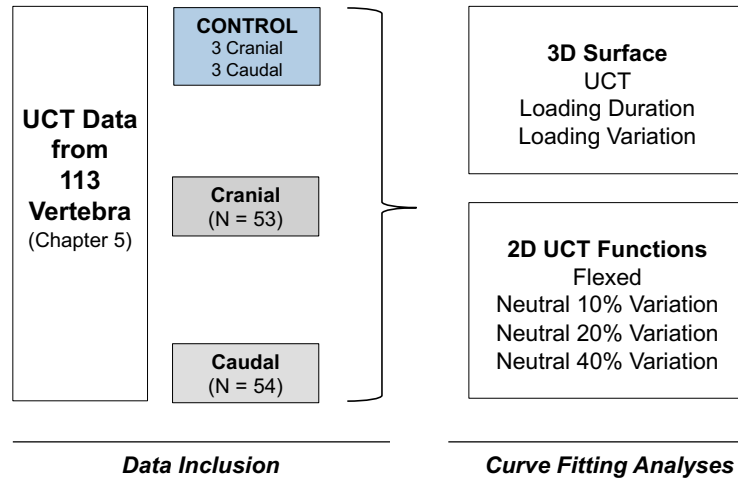 UCT Data
from
113
Vertebra
(Chapter 5)
CONTROL
3 Cranial
3 Caudal
Cranial
(N = 53)
Caudal
(N = 54)
Data Inclusion
3D Surface
UCT
Loading Duration
Loading Variation
2D UCT Functions
Flexed
Neutral 10% Variation
Neutral 20% Variation
Neutral 40% Variation
Curve Fitting Analyses